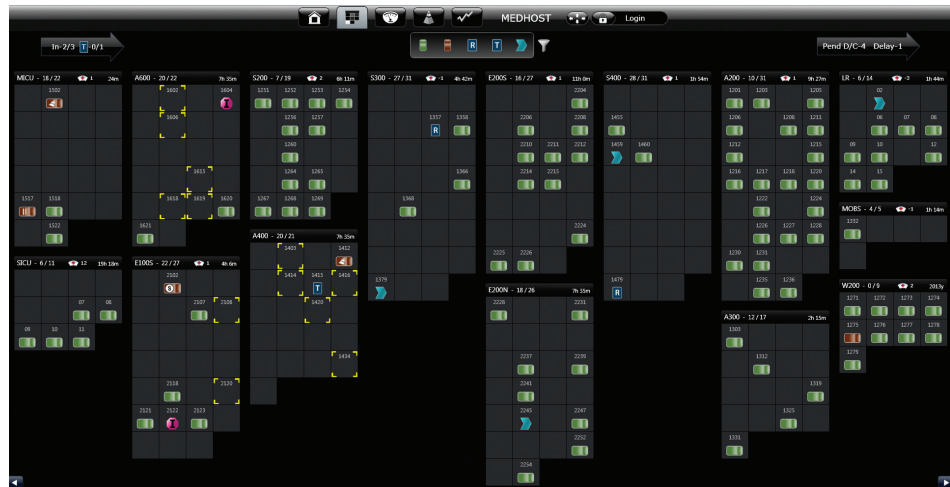 MEDHOST Login
In-2/3 T-0/1
R T
Pend D/C-4 Delay-1
MICU - 18 / 22 1 24m
1502
1517 1518
1522
A600 - 20 / 22 7h 35m
1602 1604
I
1606
1613
1618 1619 1620
1621
S200 - 7 / 19 2 6h 11m
1251 1252 1253 1254
1256 1257
1260
1264 1265
1267 1268 1269
S300 - 27 / 31 -1 4h 42m
1357 1358
R
1366
1368
1379
E200S - 16 / 27 1 11h 0m
2204
2206 2208
2210 2211 2212
2214 2215
2224
2225 2226
S400 - 28 / 31 1 1h 54m
1455
1459 1460
1479
R
A200 - 10 / 31 1 9h 27m
1201 1203 1205
1206 1208 1211
1212 1215
1216 1217 1218 1220
1222 1224
1226 1227 1228
1230 1231
1235 1236
LR - 6 / 14 -3 1h 44m
02
06 07 08
09 10 12
14 15
MOBS - 4 / 5 -1 1h 14m
1332
SICU - 6 / 11 12 19h 18m
07 08
09 10 11
E100S - 22 / 27 1 4h 6m
2102
S
2107 2108
2118 2120
2121 2122 2123
I
A400 - 20 / 21 7h 35m
1403 1412
1414 1415 1416
T
1420
1434
E200N - 18 / 26 7h 35m
2228 2231
2237 2239
2241
2245 2247
2252
2254
A300 - 12 / 17 2h 15m
1303
1312
1319
1325
1331
W200 - 0 / 9 2 2013y
1271 1272 1273 1274
1275 1276 1277 1278
1279